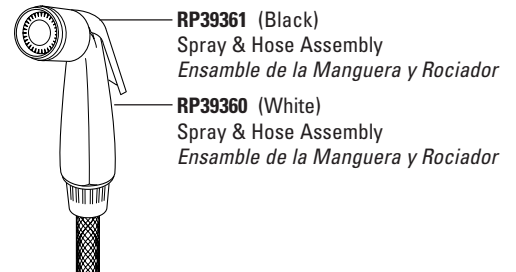 RP39361 (Black)
Spray & Hose Assembly
Ensamble de la Manguera y Rociador
RP39360 (White)
Spray & Hose Assembly
Ensamble de la Manguera y Rociador